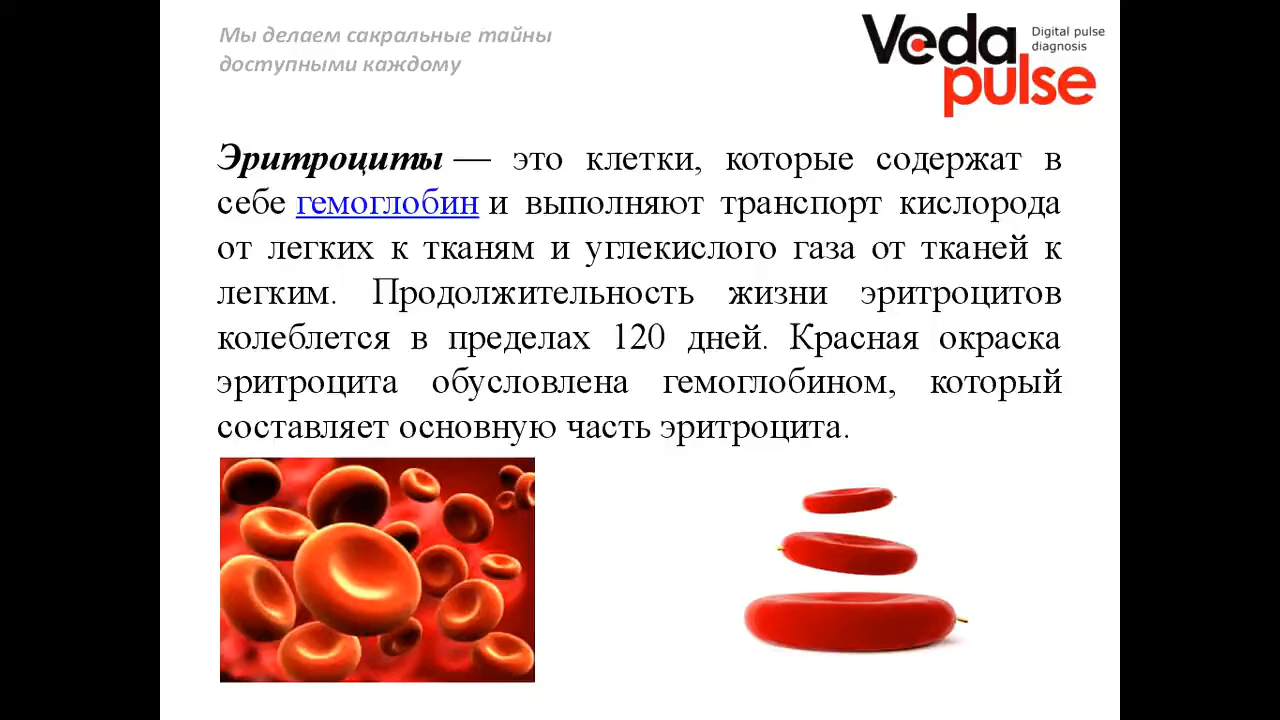 Мы делаем сакральные тайны
доступными каждому
Veda
pulse
Digital pulse
diagnosis
Эритроциты — это клетки, которые содержат в
себе гемоглобин и выполняют транспорт кислорода
от легких к тканям и углекислого газа от тканей к
легким. Продолжительность жизни эритроцитов
колеблется в пределах 120 дней. Красная окраска
эритроцита обусловлена гемоглобином, который
составляет основную часть эритроцита.